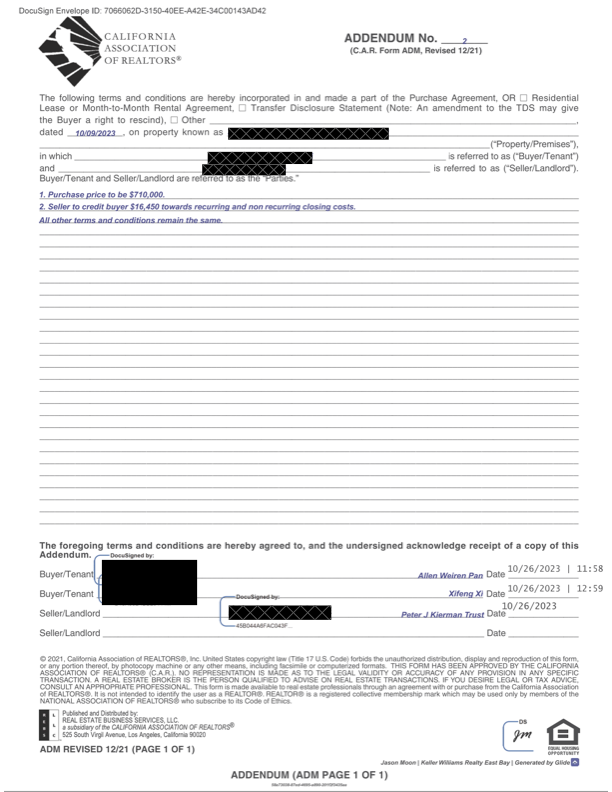 DocuSign Envelope ID: 7066062D-3150-40EE-A42E-34C00143AD42
CALIFORNIA
ASSOCIATION
OF REALTORS®
ADDENDUM No. 2
(C.A.R. Form ADM, Revised 12/21)
The following terms and conditions are hereby incorporated in and made a part of the Purchase Agreement, OR ☐ Residential
Lease or Month-to-Month Rental Agreement, ☐ Transfer Disclosure Statement (Note: An amendment to the TDS may give
the Buyer a right to rescind), ☐ Other
dated 10/09/2023, on property known as
("Property/Premises"),
in which is referred to as ("Buyer/Tenant")
and is referred to as ("Seller/Landlord").
Buyer/Tenant and Seller/Landlord are referred to as the "Parties."
1. Purchase price to be $710,000.
2. Seller to credit buyer $16,450 towards recurring and non recurring closing costs.
All other terms and conditions remain the same.
The foregoing terms and conditions are hereby agreed to, and the undersigned acknowledge receipt of a copy of this
Addendum.
DocuSigned by:
Buyer/Tenant Allen Weiren Pan Date 10/26/2023 | 11:58
Buyer/Tenant Xifeng Xi Date 10/26/2023 | 12:59
DocuSigned by:
Seller/Landlord Peter J Kierman Trust Date 10/26/2023
45B044A6FAC043F...
Seller/Landlord Date
© 2021, California Association of REALTORS®, Inc. United States copyright law (Title 17 U.S. Code) forbids the unauthorized distribution, display and reproduction of this form,
or any portion thereof, by photocopy machine or any other means, including facsimile or computerized formats. THIS FORM HAS BEEN APPROVED BY THE CALIFORNIA
ASSOCIATION OF REALTORS® (C.A.R.). NO REPRESENTATION IS MADE AS TO THE LEGAL VALIDITY OR ACCURACY OF ANY PROVISION IN ANY SPECIFIC
TRANSACTION. A REAL ESTATE BROKER IS THE PERSON QUALIFIED TO ADVISE ON REAL ESTATE TRANSACTIONS. IF YOU DESIRE LEGAL OR TAX ADVICE,
CONSULT AN APPROPRIATE PROFESSIONAL. This form is made available to real estate professionals through an agreement with or purchase from the California Association
of REALTORS®. It is not intended to identify the user as a REALTOR®. REALTOR® is a registered collective membership mark which may be used only by members of the
NATIONAL ASSOCIATION OF REALTORS® who subscribe to its Code of Ethics.
Published and Distributed by:
REAL ESTATE BUSINESS SERVICES, LLC.
a subsidiary of the CALIFORNIA ASSOCIATION OF REALTORS®
525 South Virgil Avenue, Los Angeles, California 90020
DS
JM
EQUAL HOUSING
OPPORTUNITY
ADM REVISED 12/21 (PAGE 1 OF 1)
Jason Moon | Keller Williams Realty East Bay | Generated by Glide
ADDENDUM (ADM PAGE 1 OF 1)